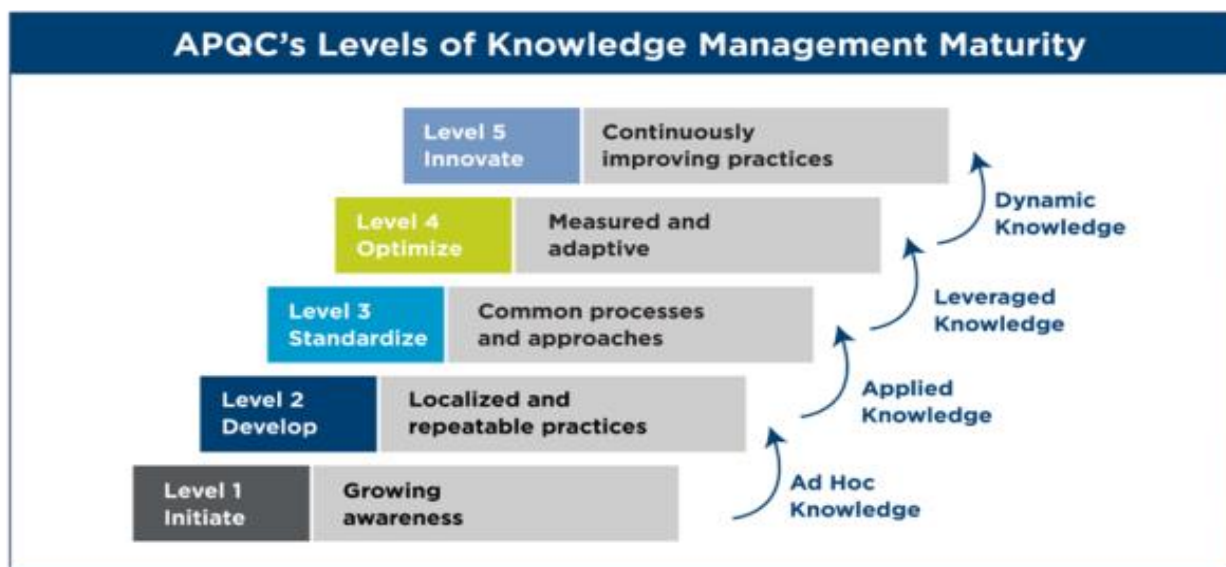 APQC's Levels of Knowledge Management Maturity
Level 5
Innovate
Continuously
improving practices
Dynamic
Knowledge
Level 4
Optimize
Measured and
adaptive
Leveraged
Knowledge
Level 3
Standardize
Common processes
and approaches
Applied
Knowledge
Level 2
Develop
Localized and
repeatable practices
Ad Hoc
Knowledge
Level 1
Initiate
Growing
awareness